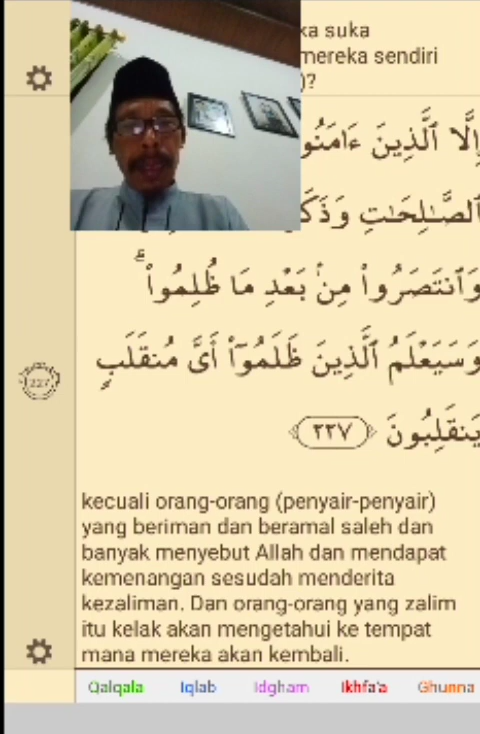 ka suka
mereka sendiri
)?
إِلَّا ٱلَّذِينَ ءَامَنُو
ٱلصَّٰلِحَٰتِ وَذَكَ
وَٱنتَصَرُوا۟ مِنۢ بَعْدِ مَا ظُلِمُوا۟ ۗ
وَسَيَعْلَمُ ٱلَّذِينَ ظَلَمُوٓا۟ أَىَّ مُنقَلَبٍ
يَنقَلِبُونَ ﴿٢٢٧﴾
227
kecuali orang-orang (penyair-penyair)
yang beriman dan beramal saleh dan
banyak menyebut Allah dan mendapat
kemenangan sesudah menderita
kezaliman. Dan orang-orang yang zalim
itu kelak akan mengetahui ke tempat
mana mereka akan kembali.
Qalqala Iqlab Idgham Ikhfa'a Ghunna